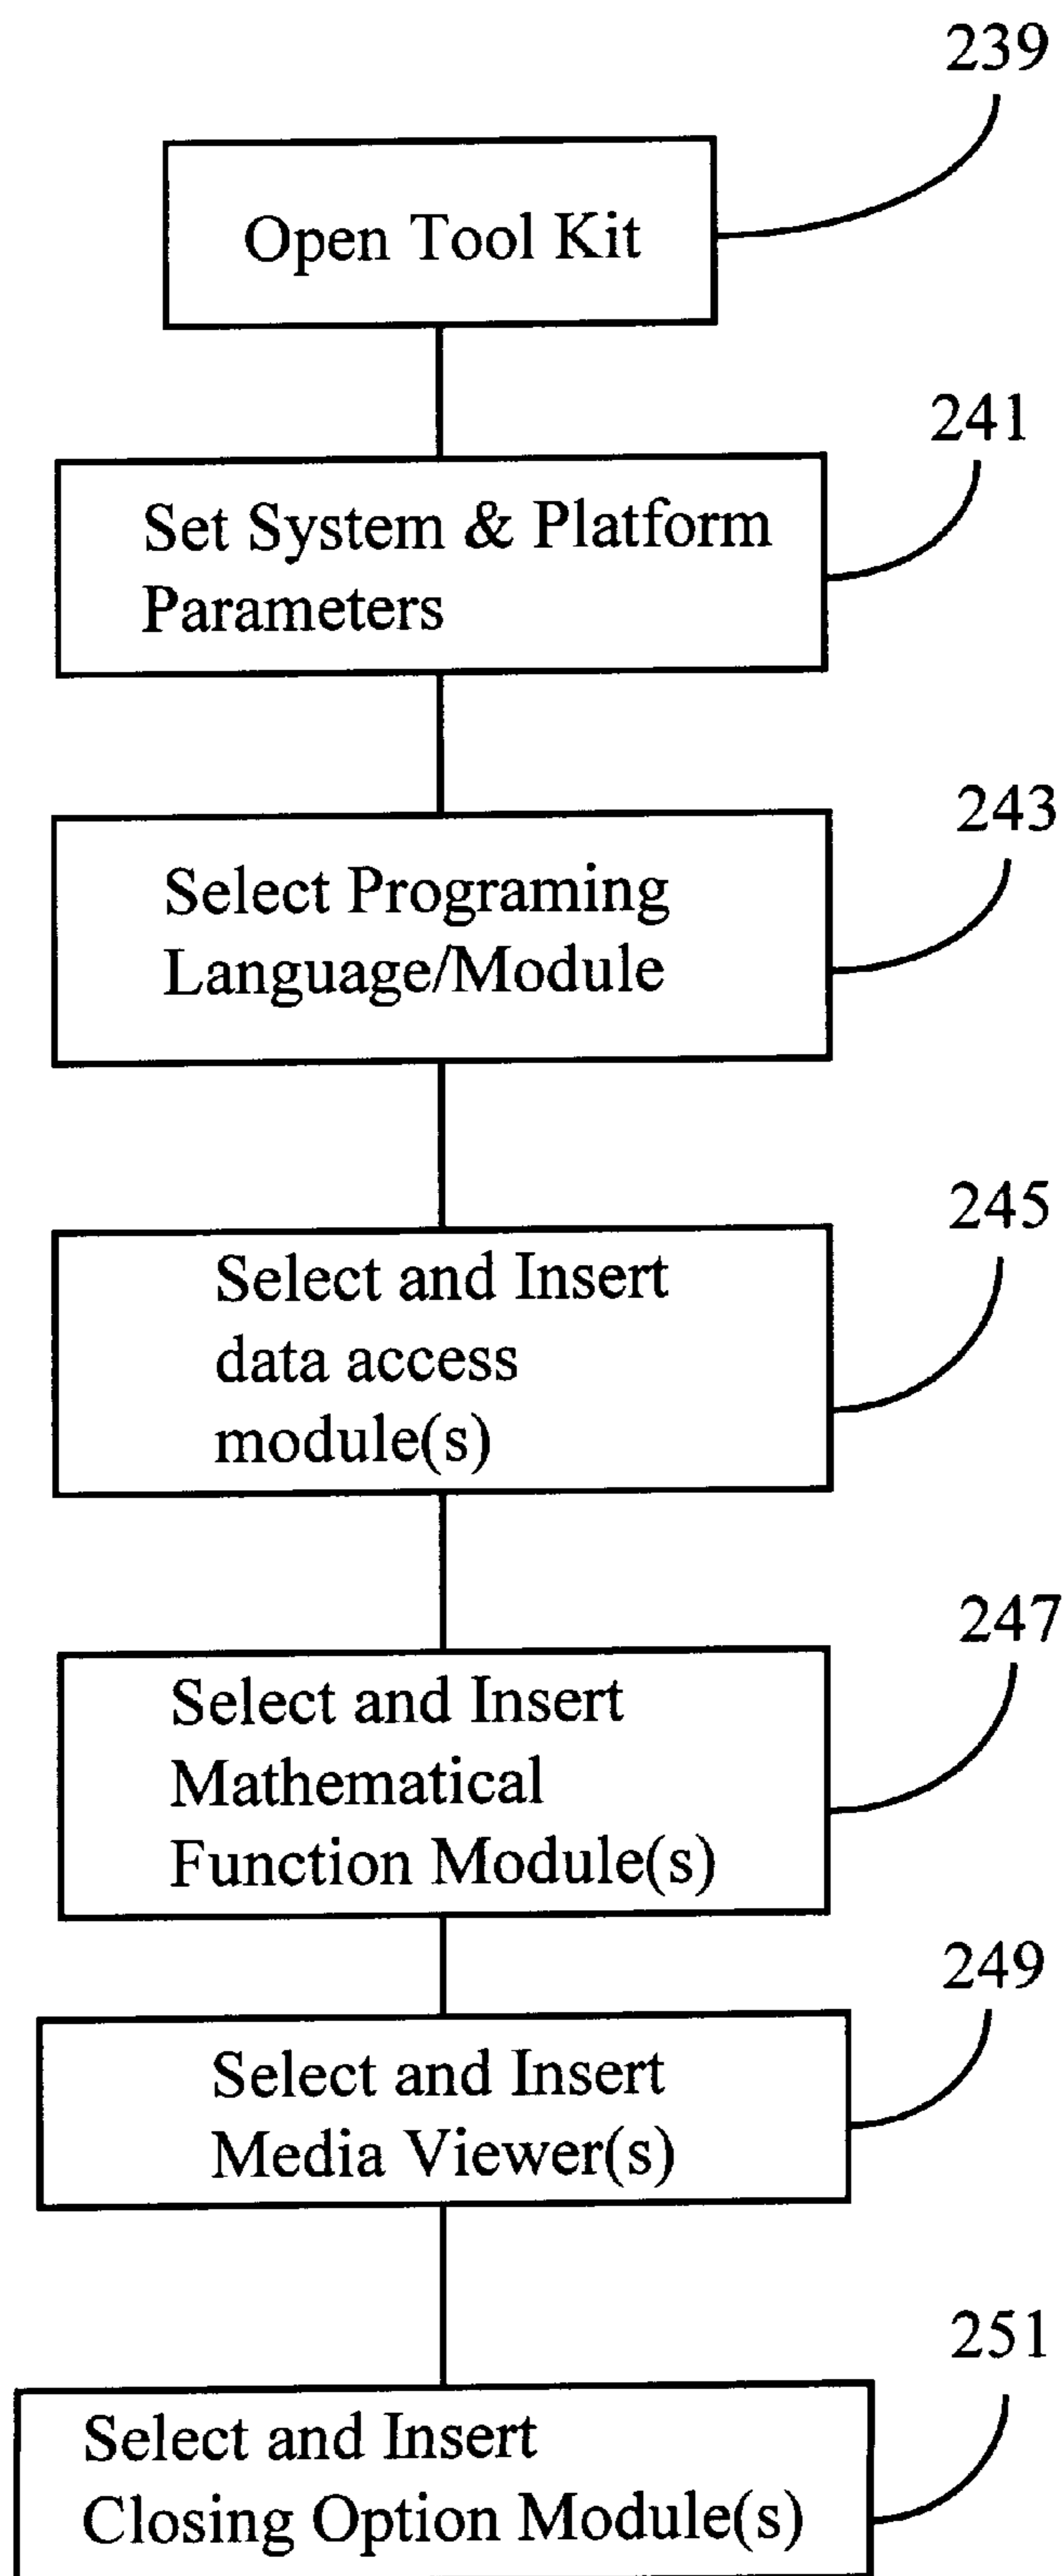 239
Open Tool Kit
241
Set System & Platform
Parameters
243
Select Programing
Language/Module
245
Select and Insert
data access
module(s)
247
Select and Insert
Mathematical
Function Module(s)
249
Select and Insert
Media Viewer(s)
251
Select and Insert
Closing Option Module(s)